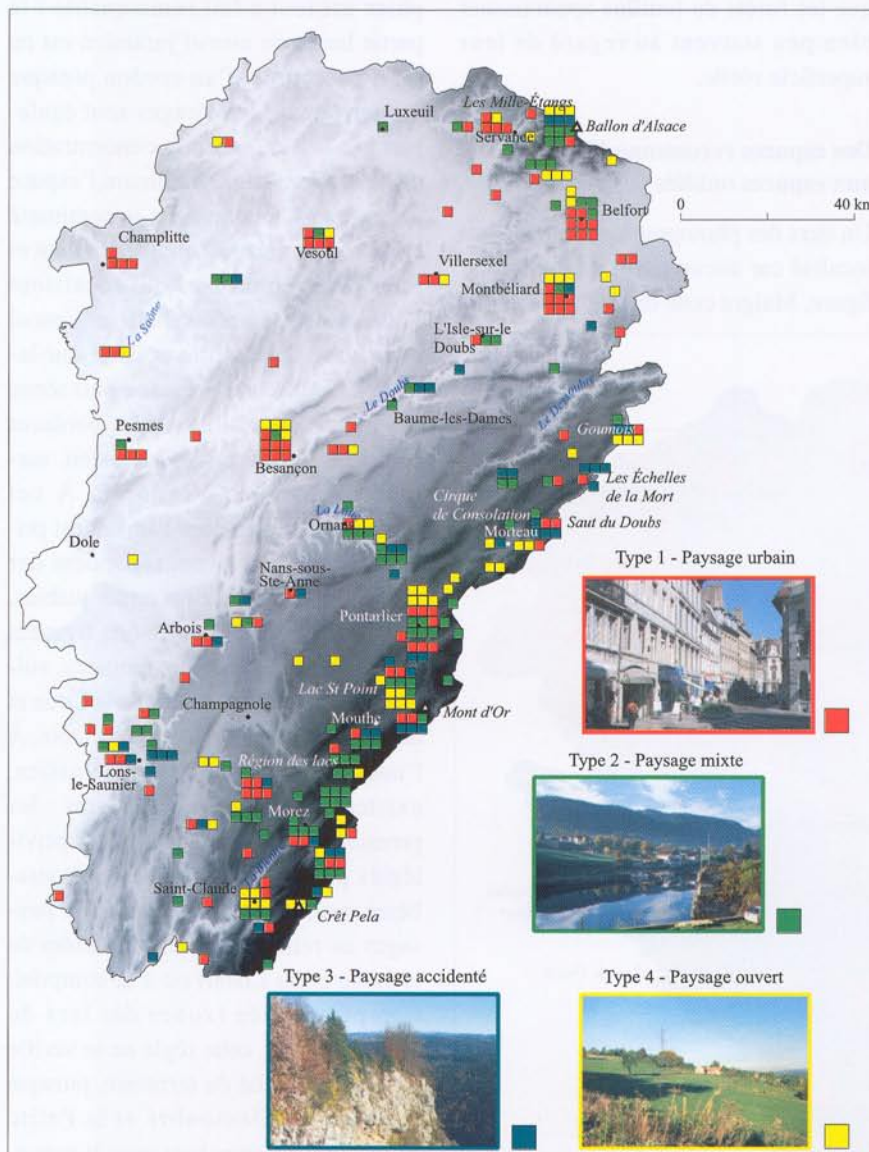 Les Mille-Étangs
Luxeuil
Ballon d'Alsace
Servance
Belfort
0 40 km
Champlitte
Vesoul
Villersexel
Montbéliard
La Saône
L'Isle-sur-le
Doubs
Le Doubs
Baume-les-Dames
Le Dessoubre
Goumois
Pesmes
Besançon
Les Échelles
de la Mort
Cirque
de Consolation
Ornans
Saut du Doubs
Morteau
Dole
Nans-sous-
Ste-Anne
Type 1 - Paysage urbain
Pontarlier
Arbois
Lac St Point
Champagnole
Mont d'Or
Mouthe
Région des lacs
Lons-
le-Saunier
Type 2 - Paysage mixte
Morez
La Bienne
Saint-Claude
Crêt Pela
Type 3 - Paysage accidenté
Type 4 - Paysage ouvert